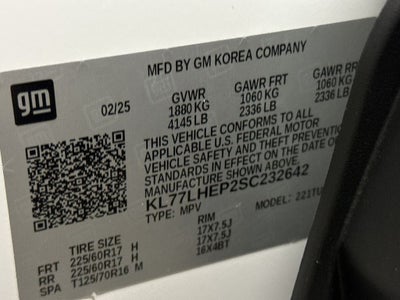 MFD BY GM KOREA COMPANY
gm
02/25
GVWR GAWR FRT GAWR RR
1880 KG 1060 KG 1060 KG
4145 LB 2336 LB 2336 LB
THIS VEHICLE CONFORMS TO ALL
APPLICABLE U.S. FEDERAL MOTOR
VEHICLE SAFETY AND THEFT PREVENTION
STANDARDS IN EFFECT ON THE DATE OF
MANUFACTURE SHOWN ABOVE.
KL77LHEP2SC232642
TYPE: MPV MODEL: 221TU
TIRE SIZE RIM
FRT 225/60R17 H 17X7.5J
RR 225/60R17 H 17X7.5J
SPA T125/70R16 M 16X4BT